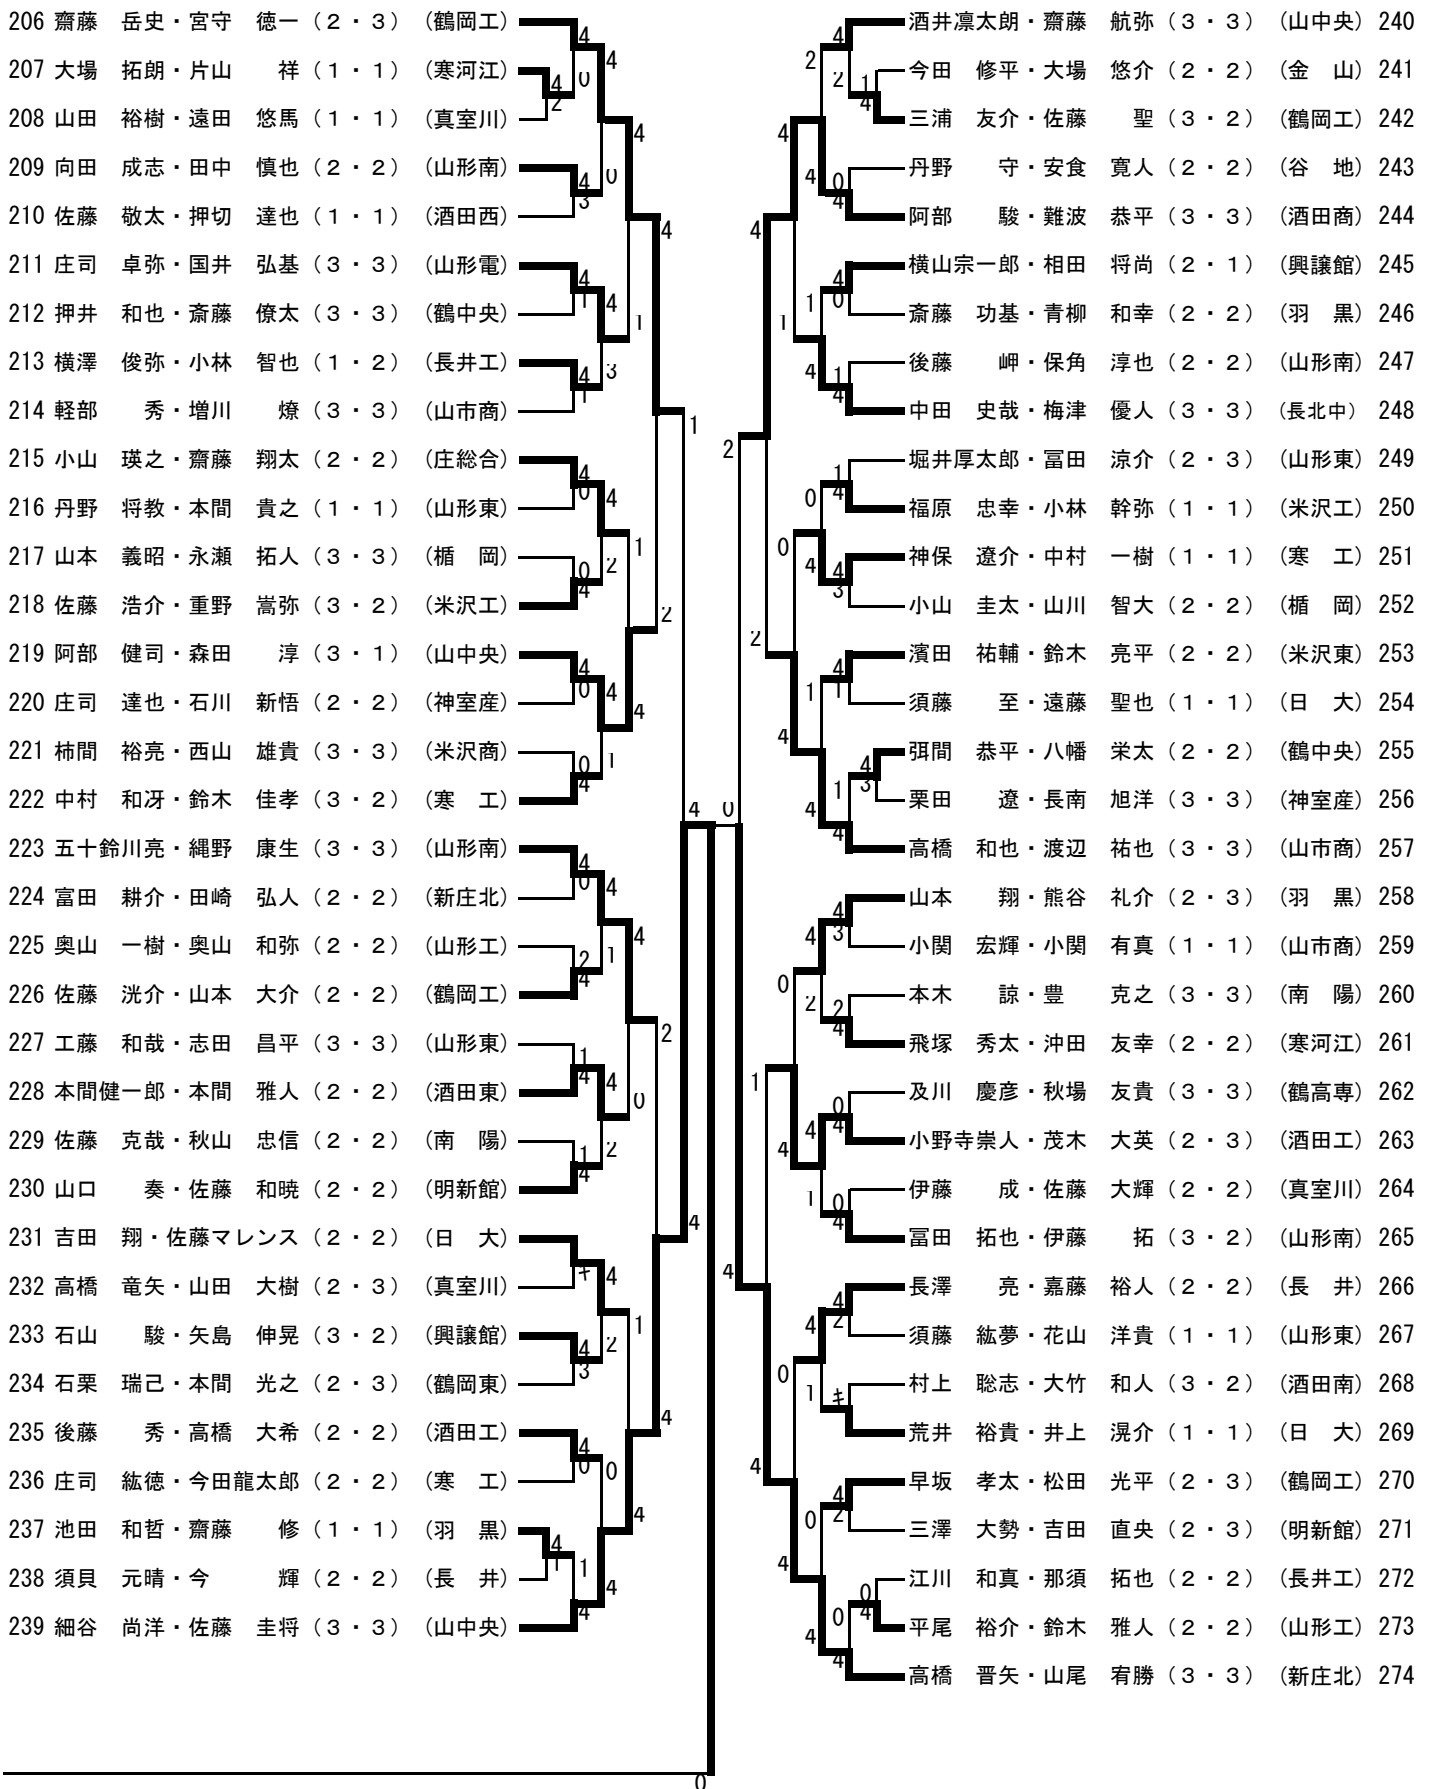 206 齋藤　岳史・宮守　徳一（２・３）（鶴岡工）
207 大場　拓朗・片山　　祥（１・１）（寒河江）
208 山田　裕樹・遠田　悠馬（１・１）（真室川）
209 向田　成志・田中　慎也（２・２）（山形南）
210 佐藤　敬太・押切　達也（１・１）（酒田西）
211 庄司　卓弥・国井　弘基（３・３）（山形電）
212 押井　和也・斎藤　僚太（３・３）（鶴中央）
213 横澤　俊弥・小林　智也（１・２）（長井工）
214 軽部　　秀・増川　　燎（３・３）（山市商）
215 小山　瑛之・齋藤　翔太（２・２）（庄総合）
216 丹野　将教・本間　貴之（１・１）（山形東）
217 山本　義昭・永瀬　拓人（３・３）（楯　岡）
218 佐藤　浩介・重野　嵩弥（３・２）（米沢工）
219 阿部　健司・森田　　淳（３・１）（山中央）
220 庄司　達也・石川　新悟（２・２）（神室産）
221 柿間　裕亮・西山　雄貴（３・３）（米沢商）
222 中村　和冴・鈴木　佳孝（３・２）（寒　工）
223 五十鈴川亮・縄野　康生（３・３）（山形南）
224 富田　耕介・田崎　弘人（２・２）（新庄北）
225 奥山　一樹・奥山　和弥（２・２）（山形工）
226 佐藤　洸介・山本　大介（２・２）（鶴岡工）
227 工藤　和哉・志田　昌平（３・３）（山形東）
228 本間健一郎・本間　雅人（２・２）（酒田東）
229 佐藤　克哉・秋山　忠信（２・２）（南　陽）
230 山口　　奏・佐藤　和暁（２・２）（明新館）
231 吉田　翔・佐藤マレンス（２・２）（日　大）
232 高橋　竜矢・山田　大樹（２・３）（真室川）
233 石山　　駿・矢島　伸晃（３・２）（興譲館）
234 石栗　瑞己・本間　光之（２・３）（鶴岡東）
235 後藤　　秀・高橋　大希（２・２）（酒田工）
236 庄司　紘徳・今田龍太郎（２・２）（寒　工）
237 池田　和哲・齋藤　　修（１・１）（羽　黒）
238 須貝　元晴・今　　　輝（２・２）（長　井）
239 細谷　尚洋・佐藤　圭将（３・３）（山中央）
酒井凛太朗・齋藤　航弥（３・３）（山中央）240
今田　修平・大場　悠介（２・２）（金　山）241
三浦　友介・佐藤　　聖（３・２）（鶴岡工）242
丹野　　守・安食　寛人（２・２）（谷　地）243
阿部　　駿・難波　恭平（３・３）（酒田商）244
横山宗一郎・相田　将尚（２・１）（興譲館）245
斎藤　功基・青柳　和幸（２・２）（羽　黒）246
後藤　　岬・保角　淳也（２・２）（山形南）247
中田　史哉・梅津　優人（３・３）（長北中）248
堀井厚太郎・冨田　涼介（２・３）（山形東）249
福原　忠幸・小林　幹弥（１・１）（米沢工）250
神保　遼介・中村　一樹（１・１）（寒　工）251
小山　圭太・山川　智大（２・２）（楯　岡）252
濱田　祐輔・鈴木　亮平（２・２）（米沢東）253
須藤　　至・遠藤　聖也（１・１）（日　大）254
弭間　恭平・八幡　栄太（２・２）（鶴中央）255
栗田　　遼・長南　旭洋（３・３）（神室産）256
高橋　和也・渡辺　祐也（３・３）（山市商）257
山本　　翔・熊谷　礼介（２・３）（羽　黒）258
小関　宏輝・小関　有真（１・１）（山市商）259
本木　　諒・豊　　克之（３・３）（南　陽）260
飛塚　秀太・沖田　友幸（２・２）（寒河江）261
及川　慶彦・秋場　友貴（３・３）（鶴高専）262
小野寺崇人・茂木　大英（２・３）（酒田工）263
伊藤　　成・佐藤　大輝（２・２）（真室川）264
冨田　拓也・伊藤　　拓（３・２）（山形南）265
長澤　　亮・嘉藤　裕人（２・２）（長　井）266
須藤　紘夢・花山　洋貴（１・１）（山形東）267
村上　聡志・大竹　和人（３・２）（酒田南）268
荒井　裕貴・井上　滉介（１・１）（日　大）269
早坂　孝太・松田　光平（２・３）（鶴岡工）270
三澤　大勢・吉田　直央（２・３）（明新館）271
江川　和真・那須　拓也（２・２）（長井工）272
平尾　裕介・鈴木　雅人（２・２）（山形工）273
高橋　晋矢・山尾　宥勝（３・３）（新庄北）274